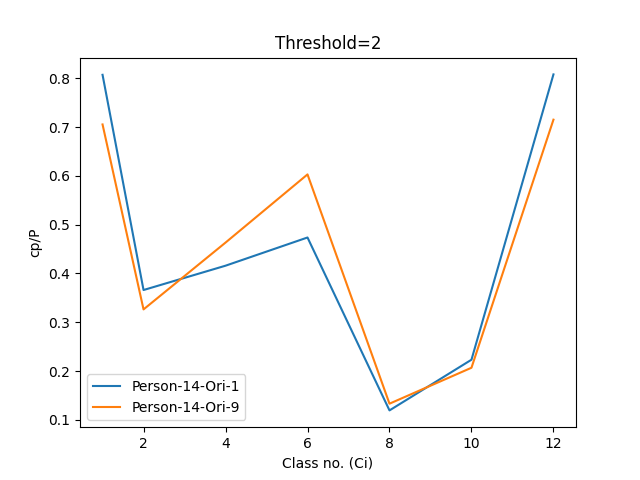 Threshold=2
cp/P
0.8
0.7
0.6
0.5
0.4
0.3
0.2
0.1
Person-14-Ori-1
Person-14-Ori-9
2 4 6 8 10 12
Class no. (Ci)